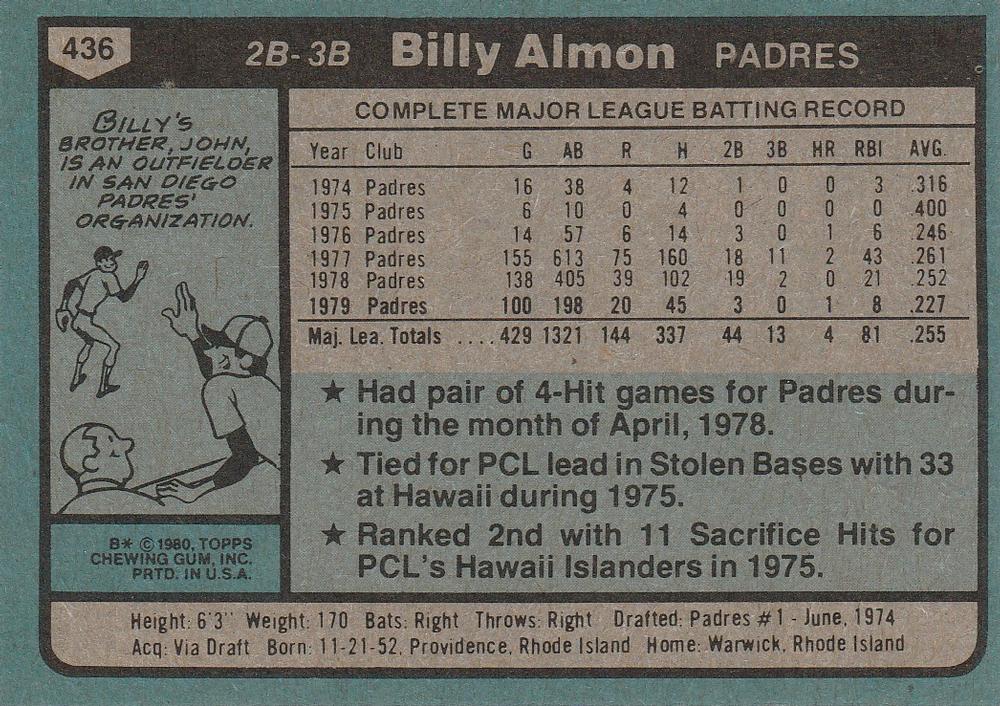 436
2B-3B Billy Almon PADRES
BILLY'S
BROTHER, JOHN,
IS AN OUTFIELDER
IN SAN DIEGO
PADRES'
ORGANIZATION.
B* ©1980, TOPPS
CHEWING GUM, INC.
PRTD. IN U.S.A.
COMPLETE MAJOR LEAGUE BATTING RECORD
Year Club G AB R H 2B 3B HR RBI AVG.
1974 Padres 16 38 4 12 1 0 0 3 .316
1975 Padres 6 10 0 4 0 0 0 0 .400
1976 Padres 14 57 6 14 3 0 1 6 .246
1977 Padres 155 613 75 160 18 11 2 43 .261
1978 Padres 138 405 39 102 19 2 0 21 .252
1979 Padres 100 198 20 45 3 0 1 8 .227
Maj. Lea. Totals ....429 1321 144 337 44 13 4 81 .255
★ Had pair of 4-Hit games for Padres dur-
ing the month of April, 1978.
★ Tied for PCL lead in Stolen Bases with 33
at Hawaii during 1975.
★ Ranked 2nd with 11 Sacrifice Hits for
PCL's Hawaii Islanders in 1975.
Height: 6'3" Weight: 170 Bats: Right Throws: Right Drafted: Padres #1 - June, 1974
Acq: Via Draft Born: 11-21-52, Providence, Rhode Island Home: Warwick, Rhode Island